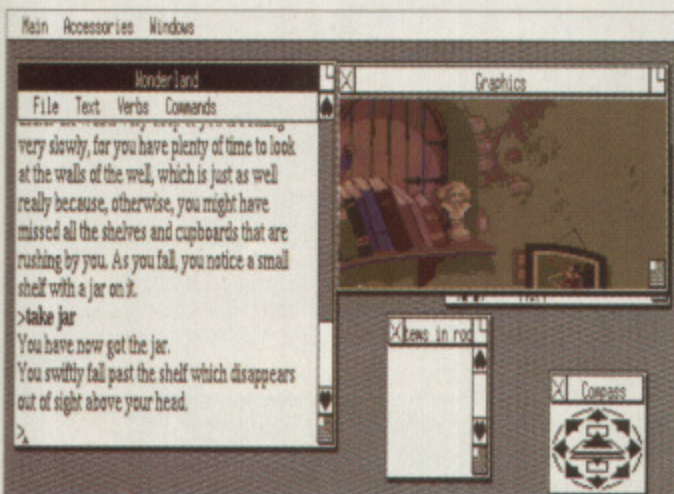 Main Accessories Windows
Wonderland
File Text Verbs Commands
very slowly, for you have plenty of time to look
at the walls of the well, which is just as well
really because, otherwise, you might have
missed all the shelves and cupboards that are
rushing by you. As you fall, you notice a small
shelf with a jar on it.
>take jar
You have now got the jar.
You swiftly fall past the shelf which disappears
out of sight above your head.
>
Graphics
tems in roo
Compass